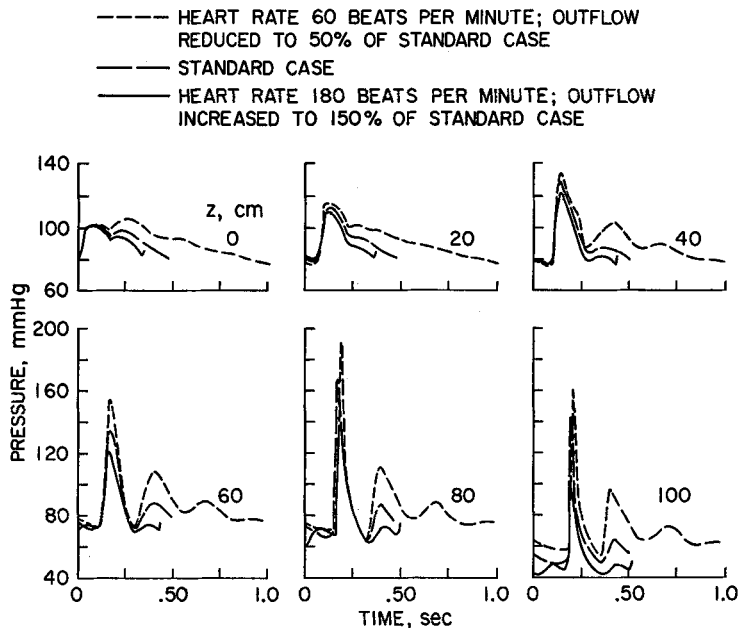 HEART RATE 60 BEATS PER MINUTE; OUTFLOW
REDUCED TO 50% OF STANDARD CASE
STANDARD CASE
HEART RATE 180 BEATS PER MINUTE; OUTFLOW
INCREASED TO 150% OF STANDARD CASE
140
100
60
z, cm
0
20
40
PRESSURE, mmHg
200
160
120
80
40
60
80
100
0 .50 1.0 0 .50 1.0 0 .50 1.0
TIME, sec